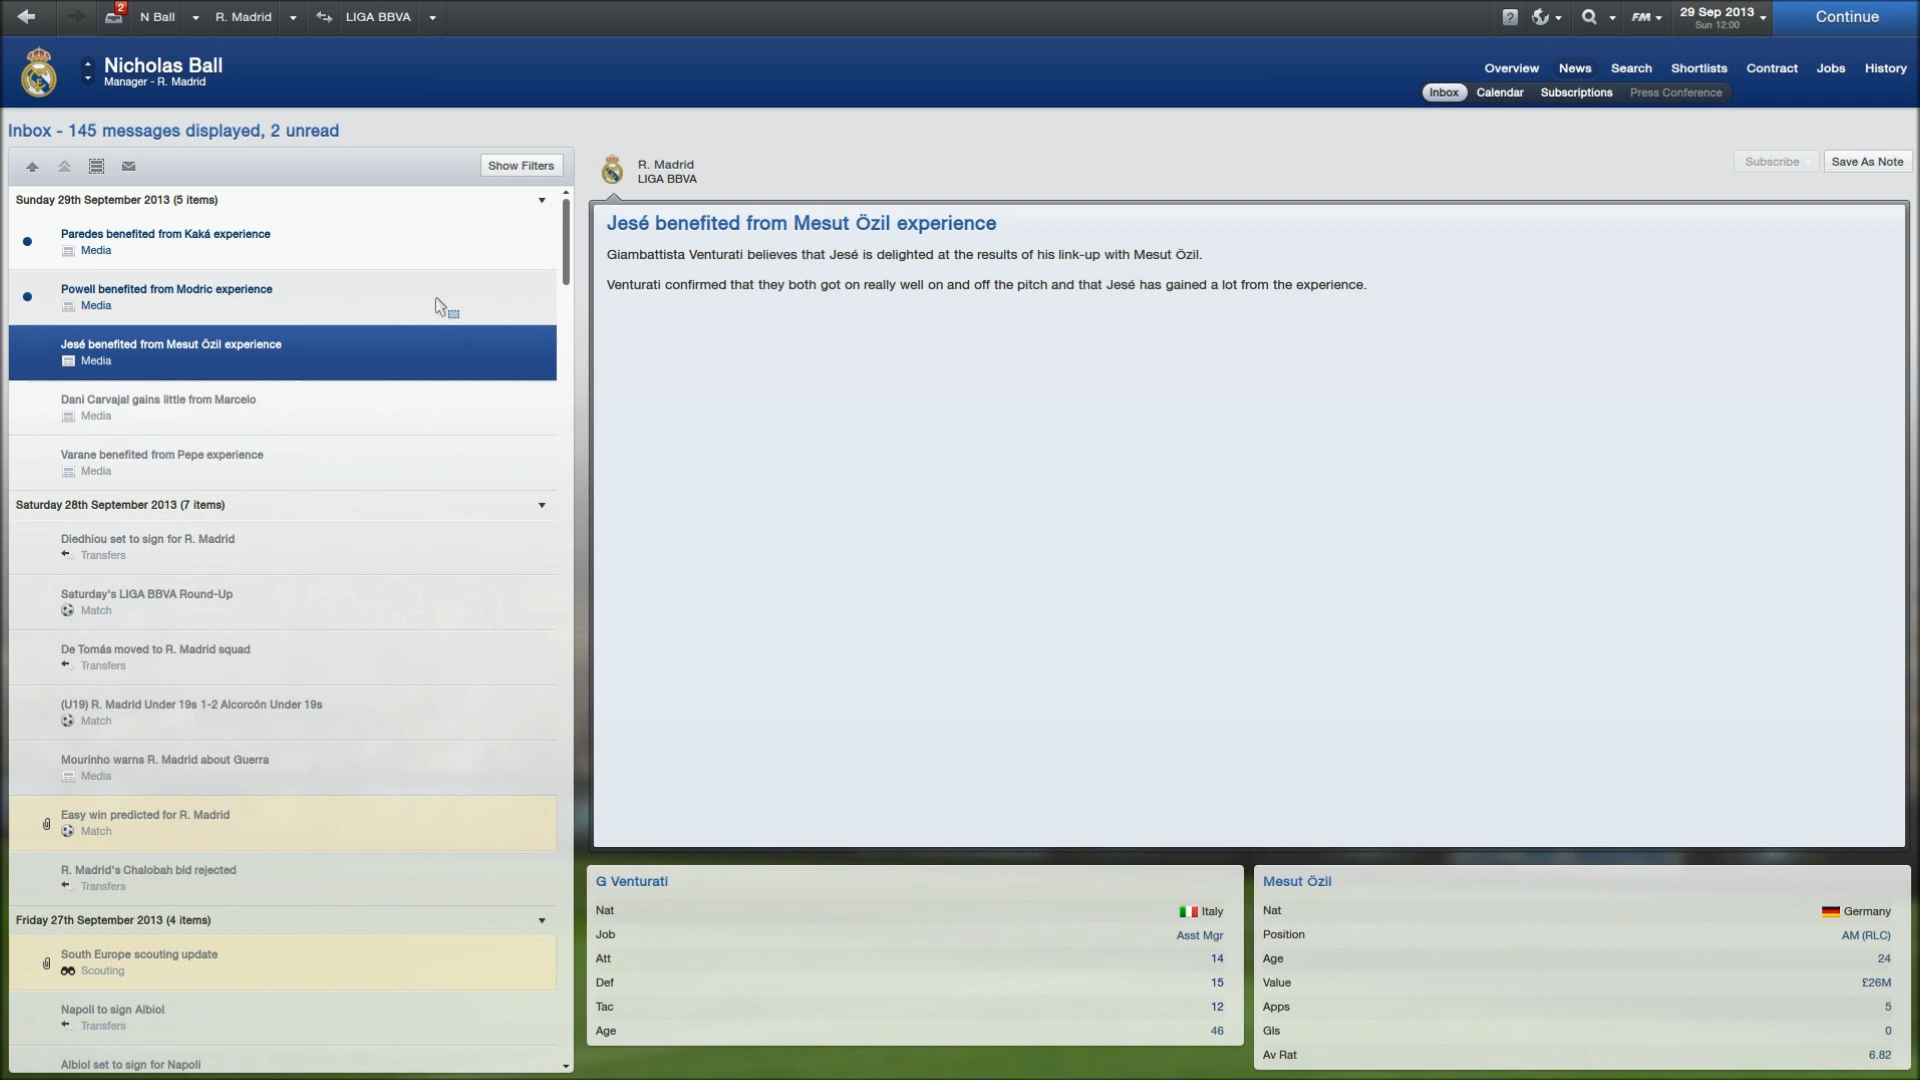 2
N Ball
R. Madrid
LIGA BBVA
?
FM
29 Sep 2013
Sun 12:00
Continue
Nicholas Ball
Manager - R. Madrid
Overview
News
Search
Shortlists
Contract
Jobs
History
Inbox
Calendar
Subscriptions
Press Conference
Inbox - 145 messages displayed, 2 unread
Show Filters
Sunday 29th September 2013 (5 items)
Paredes benefited from Kaká experience
Media
Powell benefited from Modric experience
Media
Jesé benefited from Mesut Özil experience
Media
Dani Carvajal gains little from Marcelo
Media
Varane benefited from Pepe experience
Media
Saturday 28th September 2013 (7 items)
Diedhiou set to sign for R. Madrid
Transfers
Saturday's LIGA BBVA Round-Up
Match
De Tomás moved to R. Madrid squad
Transfers
(U19) R. Madrid Under 19s 1-2 Alcorcón Under 19s
Match
Mourinho warns R. Madrid about Guerra
Media
Easy win predicted for R. Madrid
Match
R. Madrid's Chalobah bid rejected
Transfers
Friday 27th September 2013 (4 items)
South Europe scouting update
Scouting
Napoli to sign Albiol
Transfers
Albiol set to sign for Napoli
R. Madrid
LIGA BBVA
Subscribe
Save As Note
Jesé benefited from Mesut Özil experience
Giambattista Venturati believes that Jesé is delighted at the results of his link-up with Mesut Özil.
Venturati confirmed that they both got on really well on and off the pitch and that Jesé has gained a lot from the experience.
G Venturati
Nat Italy
Job Asst Mgr
Att 14
Def 15
Tac 12
Age 46
Mesut Özil
Nat Germany
Position AM (RLC)
Age 24
Value £26M
Apps 5
Gls 0
Av Rat 6.82